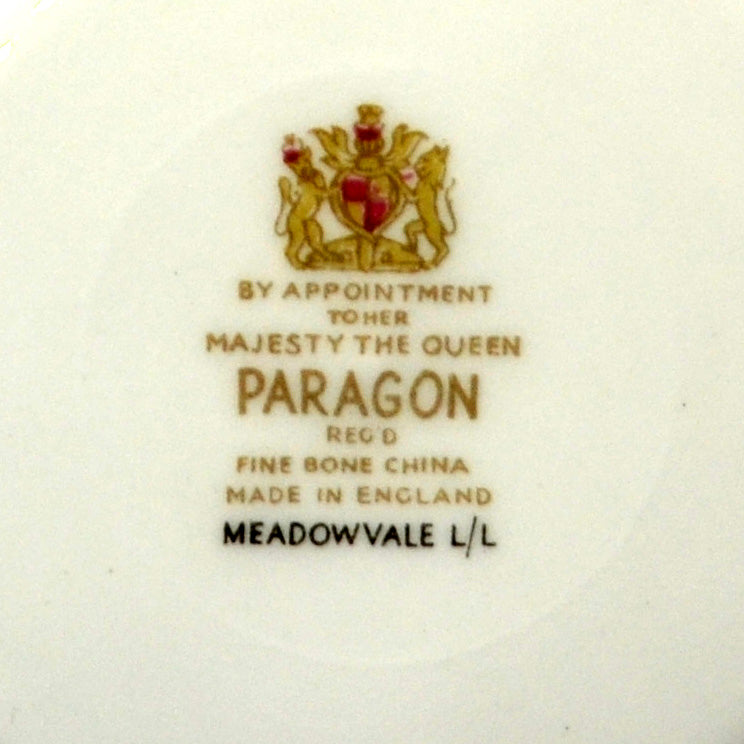 BY APPOINTMENT
TO HER
MAJESTY THE QUEEN
PARAGON
REG'D
FINE BONE CHINA
MADE IN ENGLAND
MEADOWVALE L/L